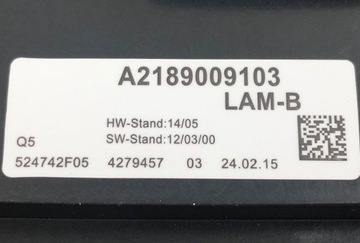 A2189009103
LAM-B
HW-Stand:14/05
SW-Stand:12/03/00
Q5
524742F05 4279457 03 24.02.15